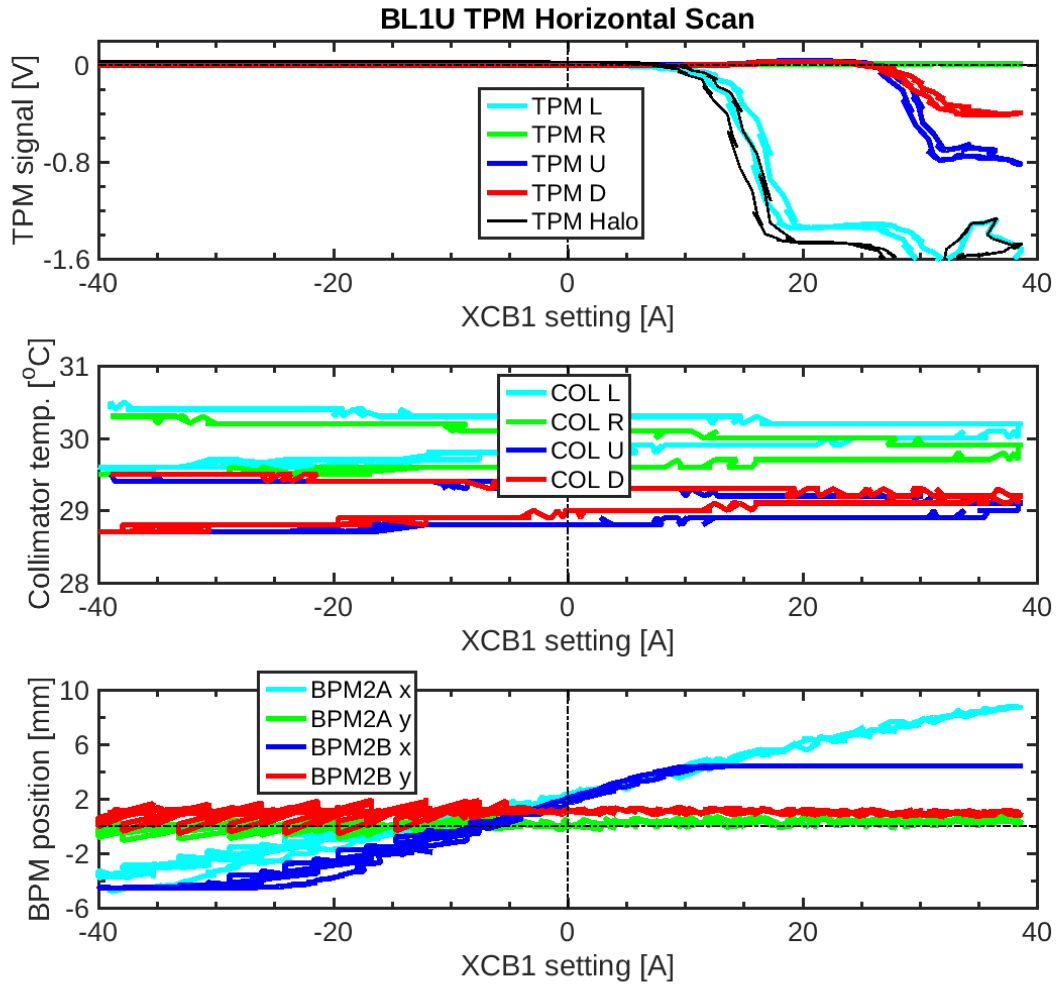 BL1U TPM Horizontal Scan
TPM signal [V]
0
-0.8
-1.6
TPM L
TPM R
TPM U
TPM D
TPM Halo
-40
-20
0
20
40
XCB1 setting [A]
Collimator temp. [°C]
31
30
29
28
COL L
COL R
COL U
COL D
-40
-20
0
20
40
XCB1 setting [A]
BPM position [mm]
10
6
2
-2
-6
BPM2A x
BPM2A y
BPM2B x
BPM2B y
-40
-20
0
20
40
XCB1 setting [A]